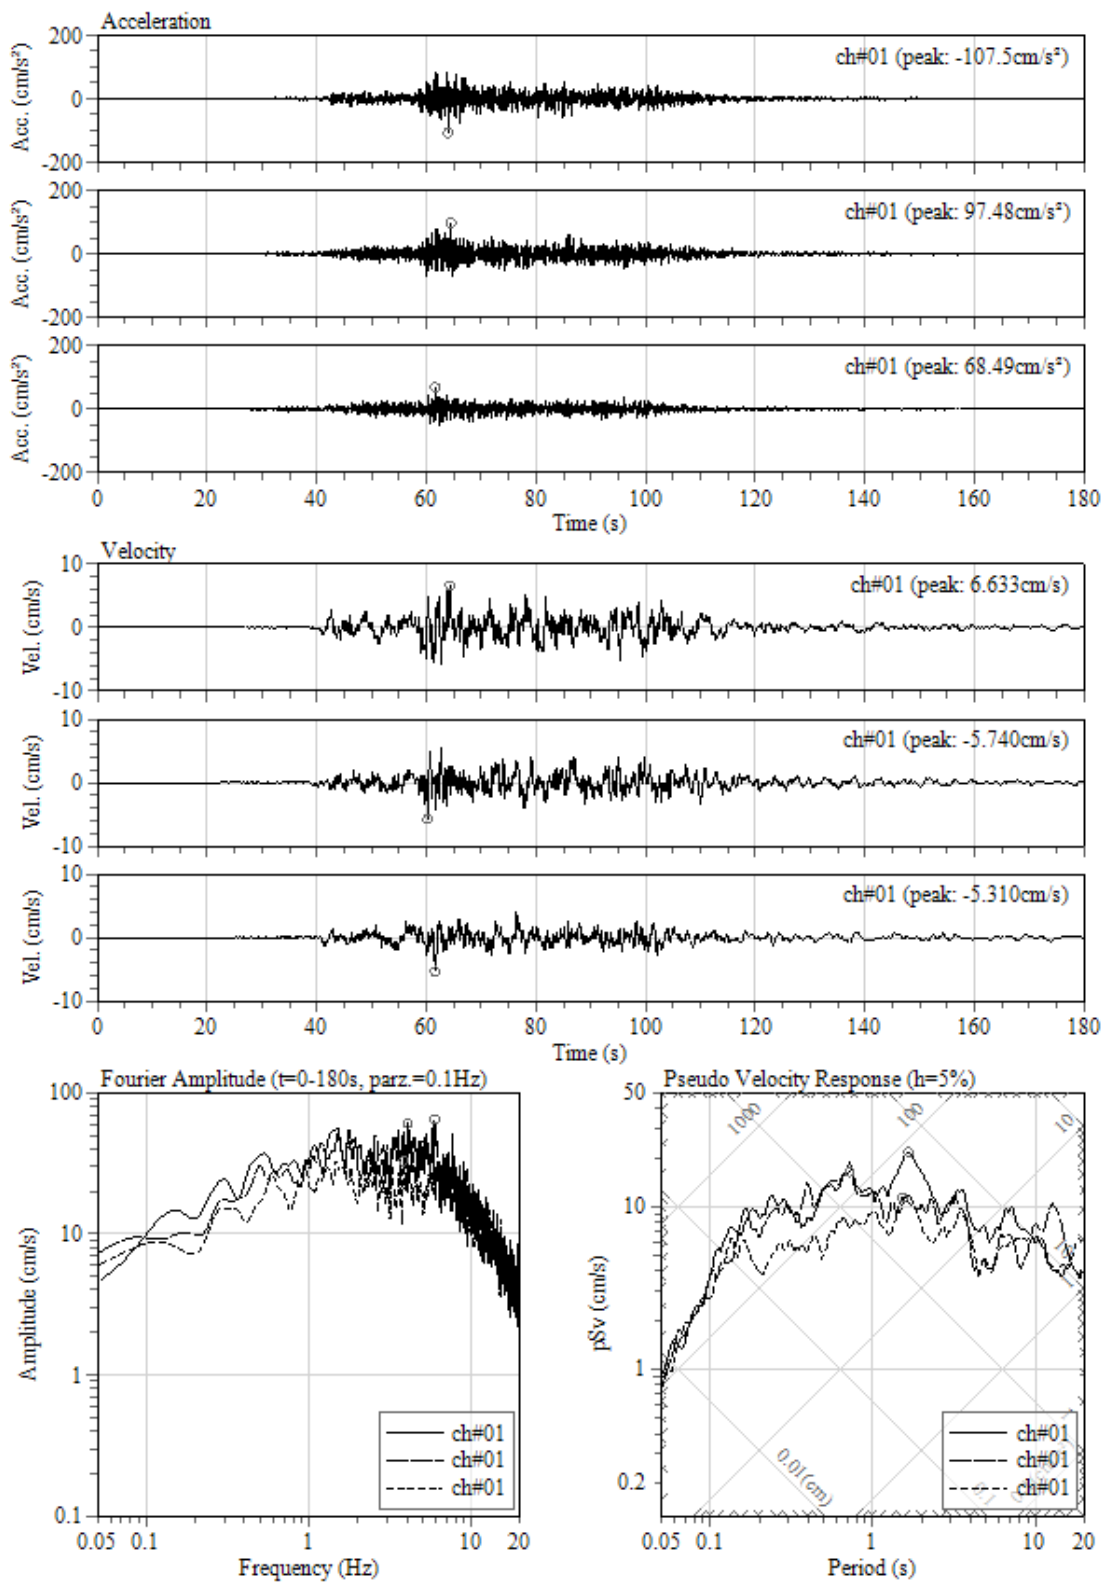 Acceleration
200
0
-200
Acc. (cm/s²)
ch#01 (peak: -107.5cm/s²)
200
0
-200
Acc. (cm/s²)
ch#01 (peak: 97.48cm/s²)
200
0
-200
Acc. (cm/s²)
ch#01 (peak: 68.49cm/s²)
0 20 40 60 80 100 120 140 160 180
Time (s)
Velocity
10
0
-10
Vel. (cm/s)
ch#01 (peak: 6.633cm/s)
10
0
-10
Vel. (cm/s)
ch#01 (peak: -5.740cm/s)
10
0
-10
Vel. (cm/s)
ch#01 (peak: -5.310cm/s)
0 20 40 60 80 100 120 140 160 180
Time (s)
Fourier Amplitude (t=0-180s, parz.=0.1Hz)
100
10
1
0.1
Amplitude (cm/s)
ch#01
ch#01
ch#01
0.05 0.1 1 10 20
Frequency (Hz)
Pseudo Velocity Response (h=5%)
50
10
1
0.2
pSv (cm/s)
1000
100
10
0.01(cm)
0.1
ch#01
ch#01
ch#01
0.05 0.1 1 10 20
Period (s)